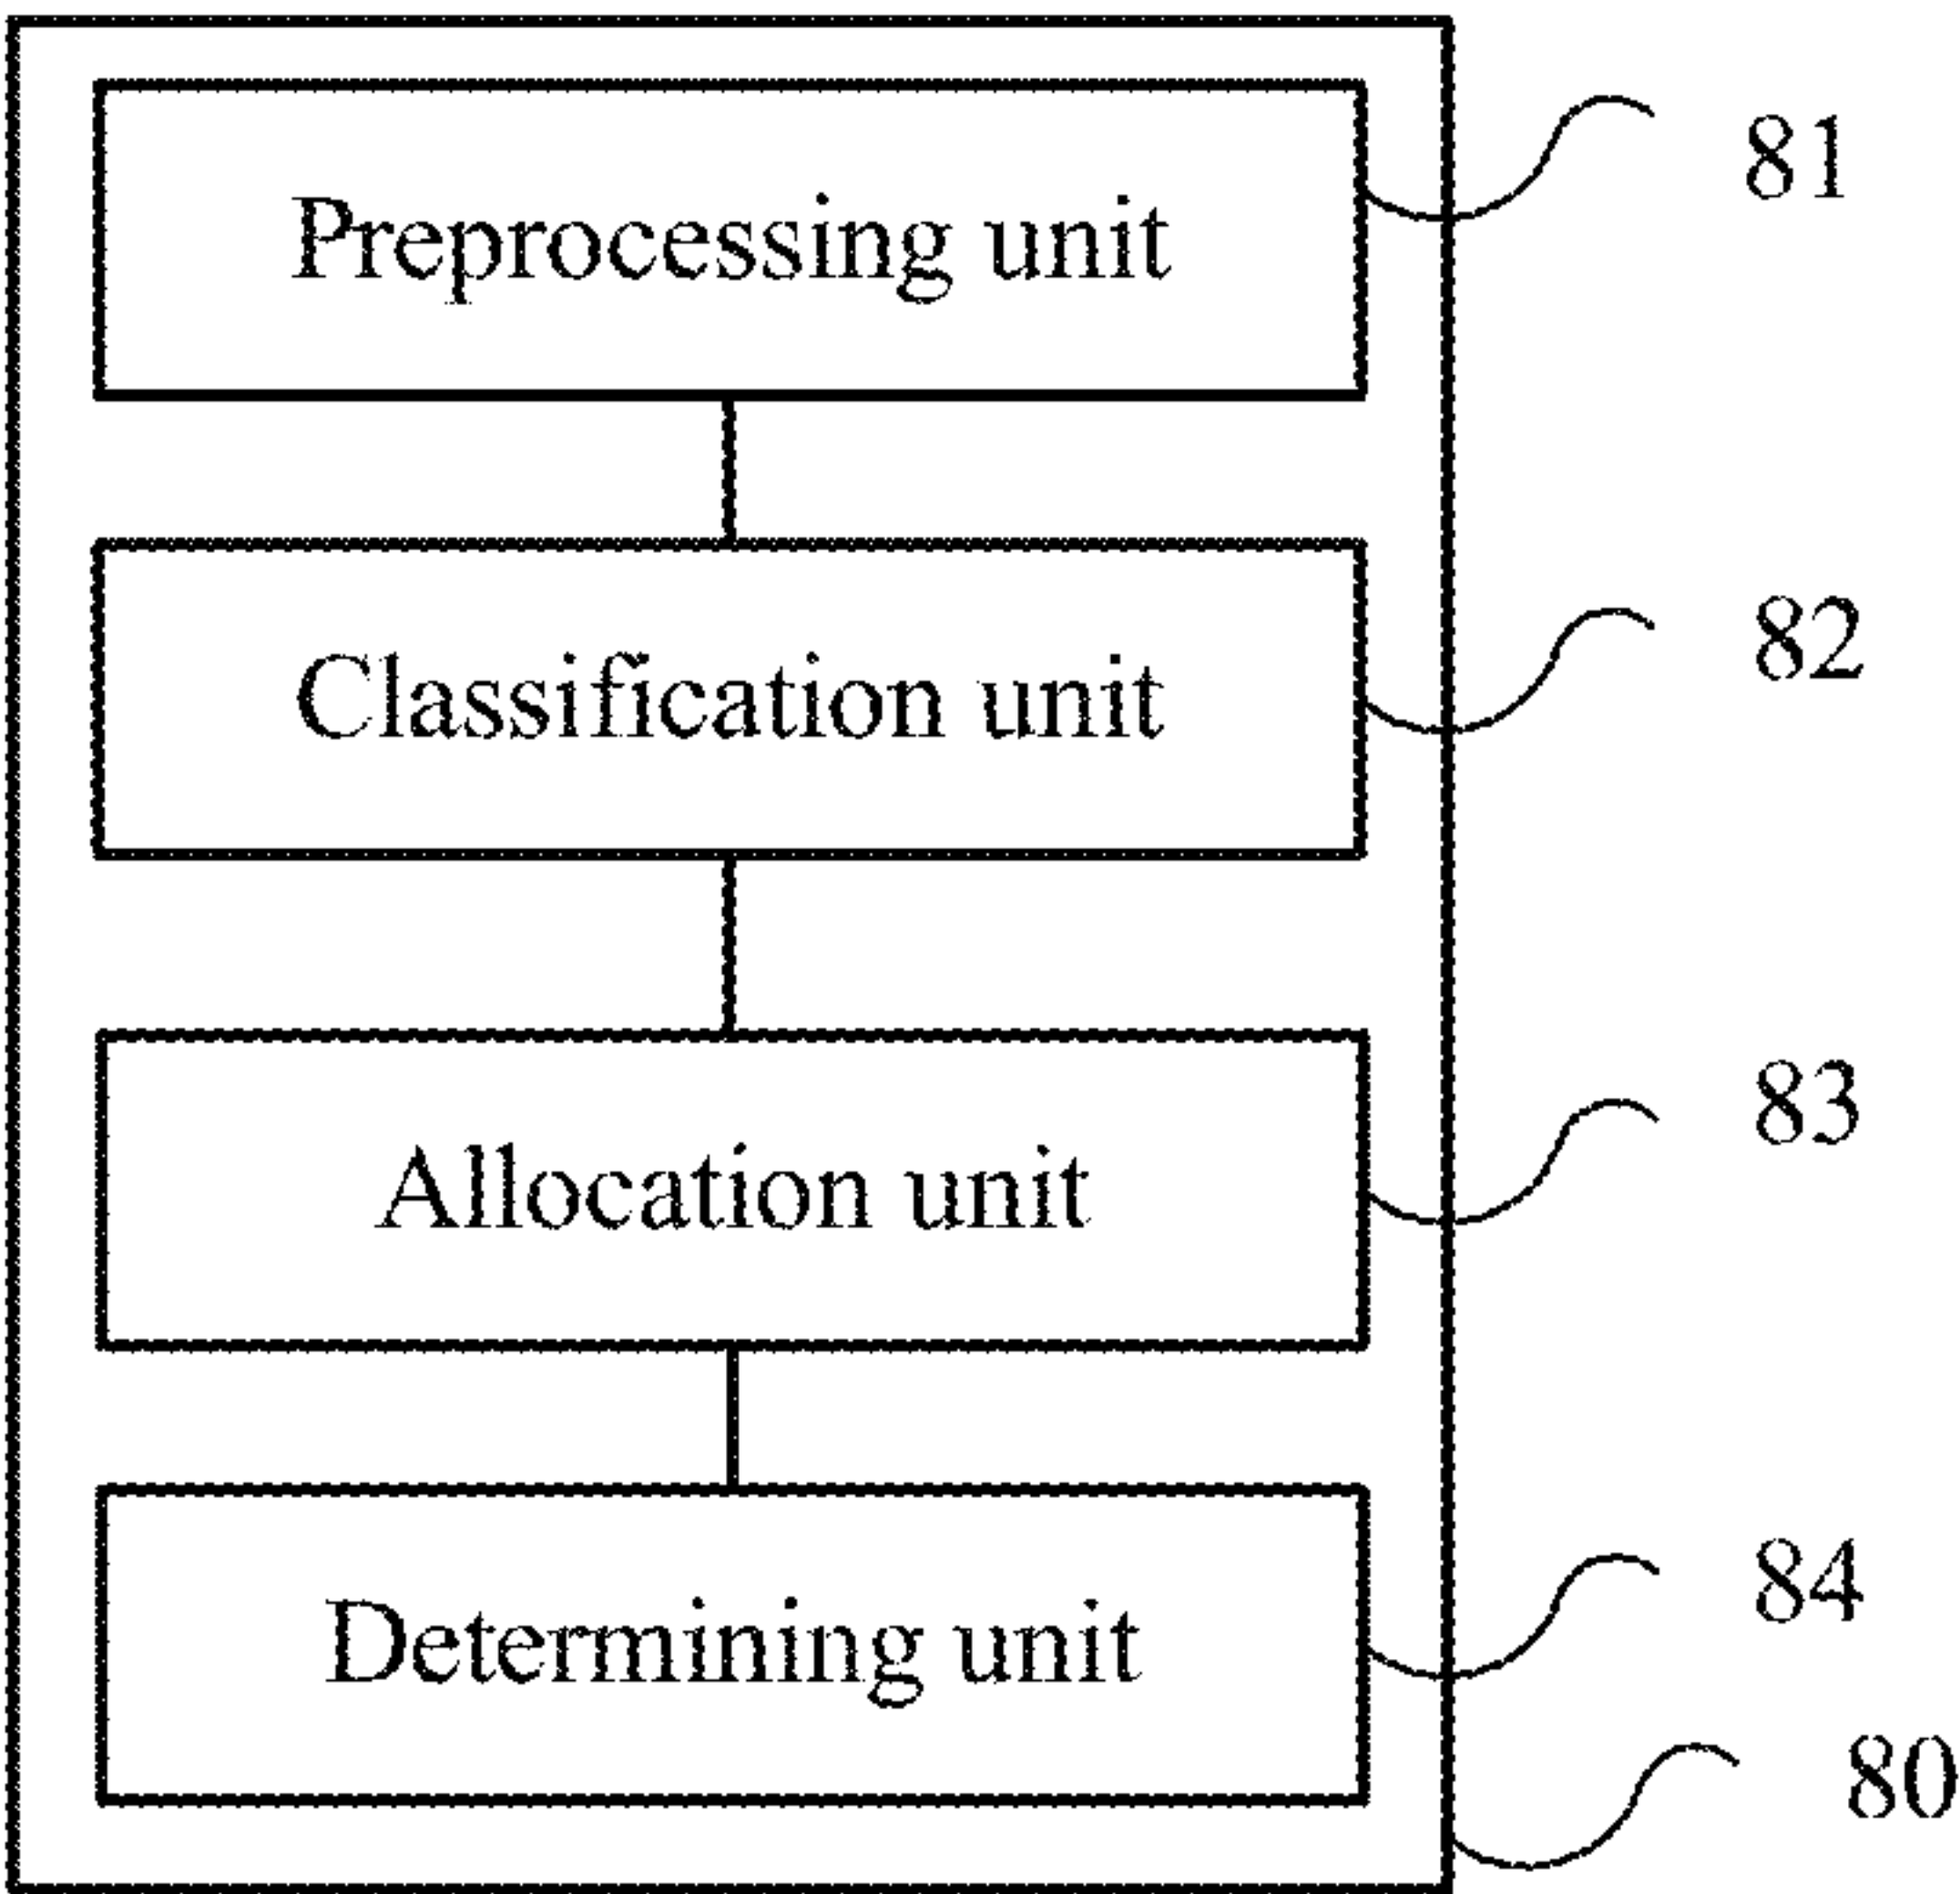 Preprocessing unit
81
Classification unit
82
Allocation unit
83
Determining unit
84
80